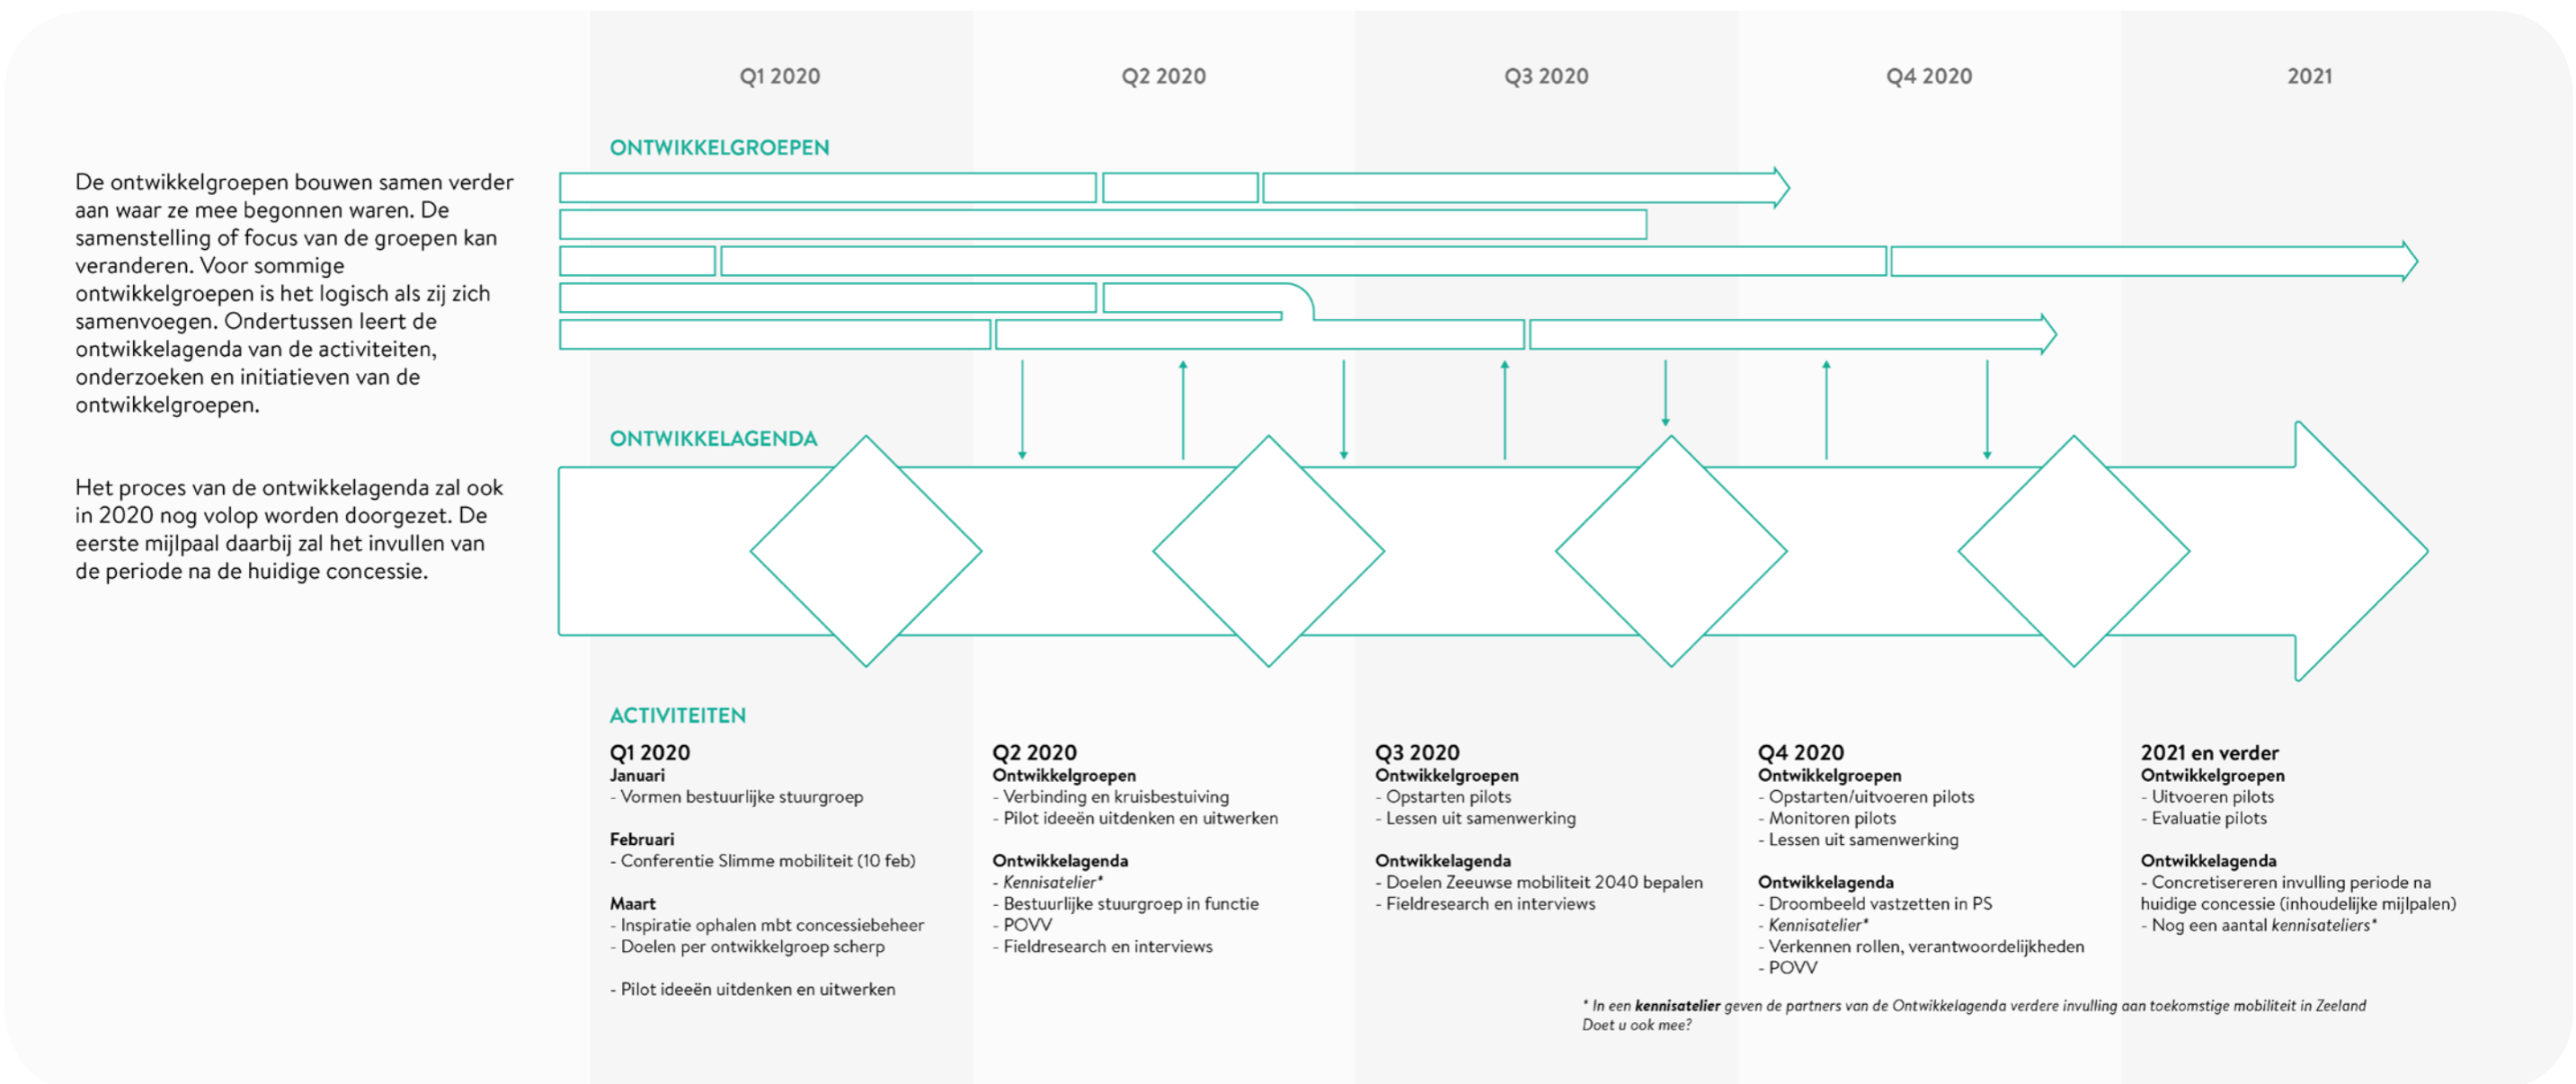 Q1 2020
Q2 2020
Q3 2020
Q4 2020
2021
De ontwikkelgroepen bouwen samen verder
aan waar ze mee begonnen waren. De
samenstelling of focus van de groepen kan
veranderen. Voor sommige
ontwikkelgroepen is het logisch als zij zich
samenvoegen. Ondertussen leert de
ontwikkelagenda van de activiteiten,
onderzoeken en initiatieven van de
ontwikkelgroepen.
Het proces van de ontwikkelagenda zal ook
in 2020 nog volop worden doorgezet. De
eerste mijlpaal daarbij zal het invullen van
de periode na de huidige concessie.
ONTWIKKELGROEPEN
ONTWIKKELAGENDA
ACTIVITEITEN
Q1 2020
Januari
- Vormen bestuurlijke stuurgroep
Februari
- Conferentie Slimme mobiliteit (10 feb)
Maart
- Inspiratie ophalen mbt concessiebeheer
- Doelen per ontwikkelgroep scherp
- Pilot ideeën uitdenken en uitwerken
Q2 2020
Ontwikkelgroepen
- Verbinding en kruisbestuiving
- Pilot ideeën uitdenken en uitwerken
Ontwikkelagenda
- Kennisatelier*
- Bestuurlijke stuurgroep in functie
- POVV
- Fieldresearch en interviews
Q3 2020
Ontwikkelgroepen
- Opstarten pilots
- Lessen uit samenwerking
Ontwikkelagenda
- Doelen Zeeuwse mobiliteit 2040 bepalen
- Fieldresearch en interviews
Q4 2020
Ontwikkelgroepen
- Opstarten/uitvoeren pilots
- Monitoren pilots
- Lessen uit samenwerking
Ontwikkelagenda
- Droombeeld vastzetten in PS
- Kennisatelier*
- Verkennen rollen, verantwoordelijkheden
- POVV
2021 en verder
Ontwikkelgroepen
- Uitvoeren pilots
- Evaluatie pilots
Ontwikkelagenda
- Concretisereren invulling periode na
huidige concessie (inhoudelijke mijlpalen)
- Nog een aantal kennisateliers*
* In een kennisatelier geven de partners van de Ontwikkelagenda verdere invulling aan toekomstige mobiliteit in Zeeland
Doet u ook mee?